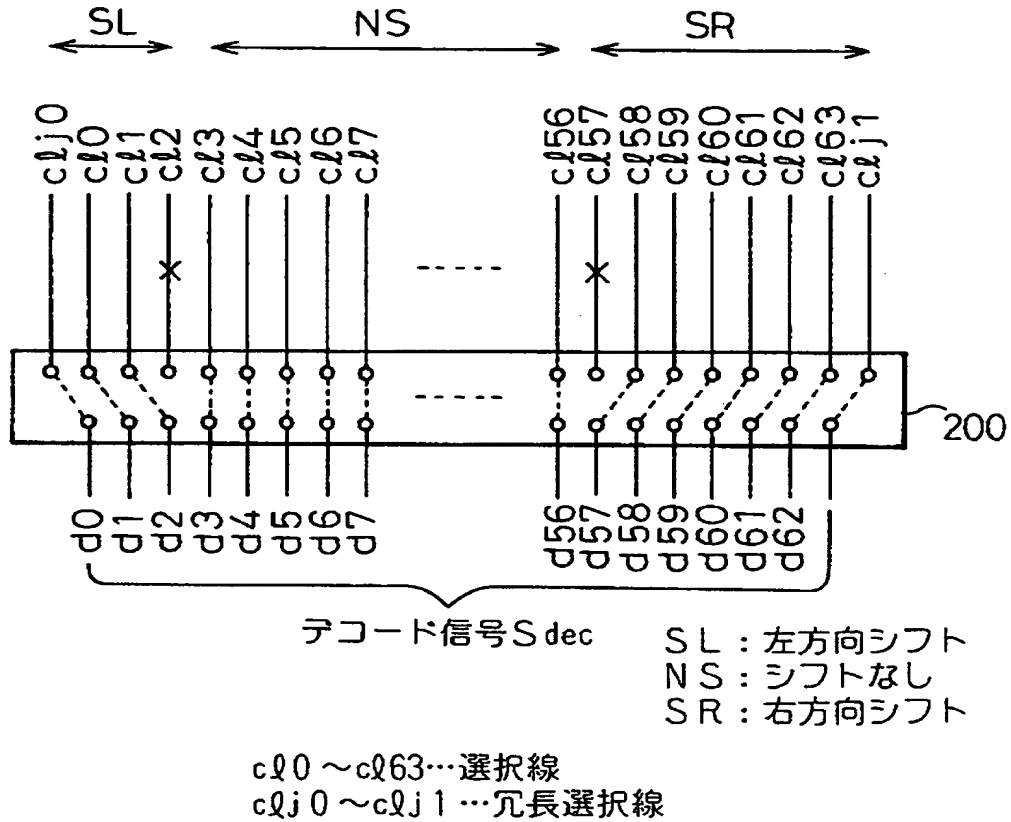 SL NS SR
cℓj0 cℓ0 cℓ1 cℓ2 cℓ3 cℓ4 cℓ5 cℓ6 cℓ7 cℓ56 cℓ57 cℓ58 cℓ59 cℓ60 cℓ61 cℓ62 cℓ63 cℓj1
200
d0 d1 d2 d3 d4 d5 d6 d7 d56 d57 d58 d59 d60 d61 d62
デコード信号Sdec
SL：左方向シフト
NS：シフトなし
SR：右方向シフト
cℓ0～cℓ63…選択線
cℓj0～cℓj1…冗長選択線